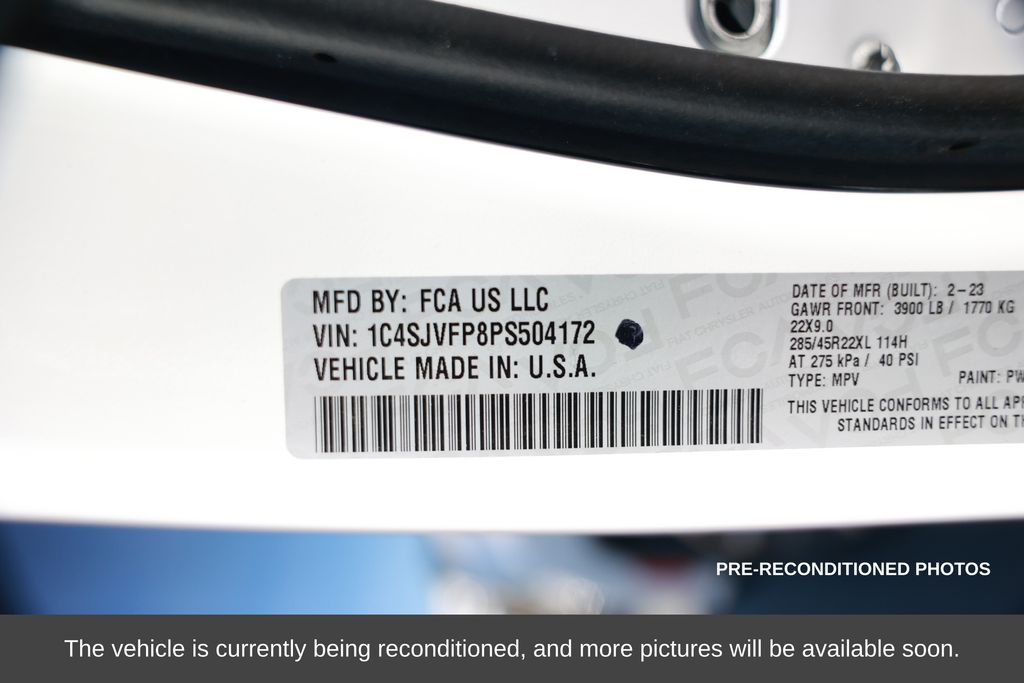 MFD BY: FCA US LLC
VIN: 1C4SJVFP8PS504172
VEHICLE MADE IN: U.S.A.
DATE OF MFR (BUILT): 2-23
GAWR FRONT: 3900 LB / 1770 KG
22X9.0
285/45R22XL 114H
AT 275 kPa / 40 PSI
TYPE: MPV PAINT: PW
THIS VEHICLE CONFORMS TO ALL
STANDARDS IN EFFECT ON
PRE-RECONDITIONED PHOTOS
The vehicle is currently being reconditioned, and more pictures will be available soon.